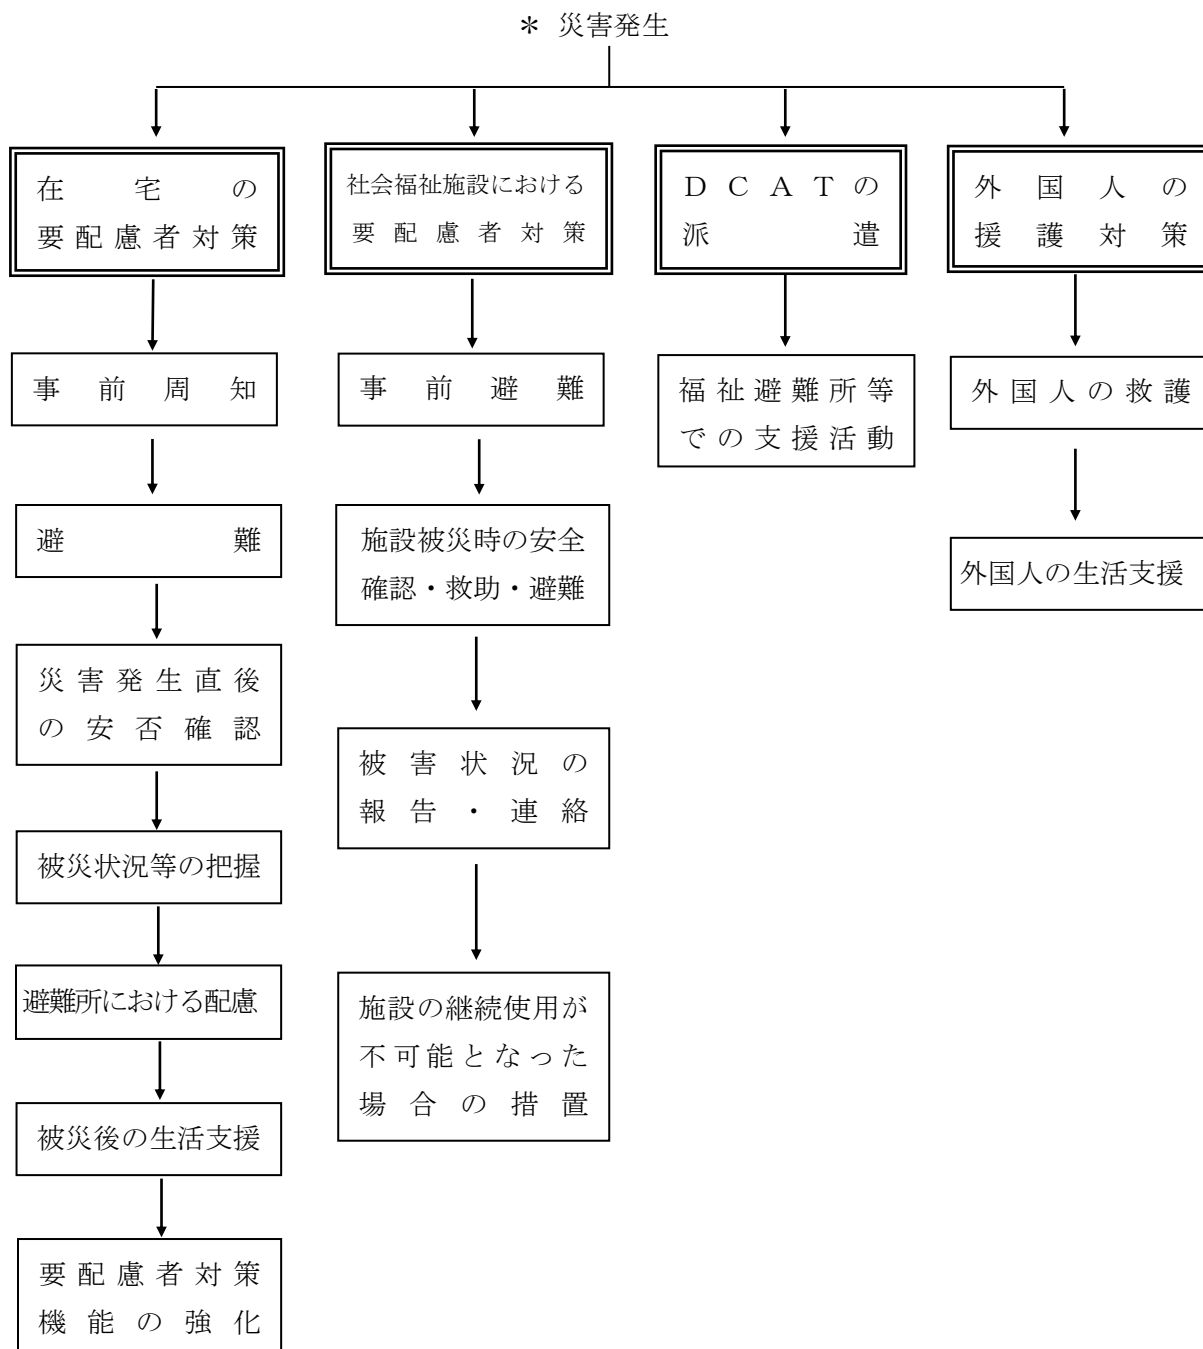 ＊ 災害発生
在宅の
要配慮者対策
事前周知
避難
災害発生直後
の安否確認
被災状況等の把握
避難所における配慮
被災後の生活支援
要配慮者対策
機能の強化
社会福祉施設における
要配慮者対策
事前避難
施設被災時の安全
確認・救助・避難
被害状況の
報告・連絡
施設の継続使用が
不可能となった
場合の措置
ＤＣＡＴの
派遣
福祉避難所等
での支援活動
外国人の
援護対策
外国人の救護
外国人の生活支援